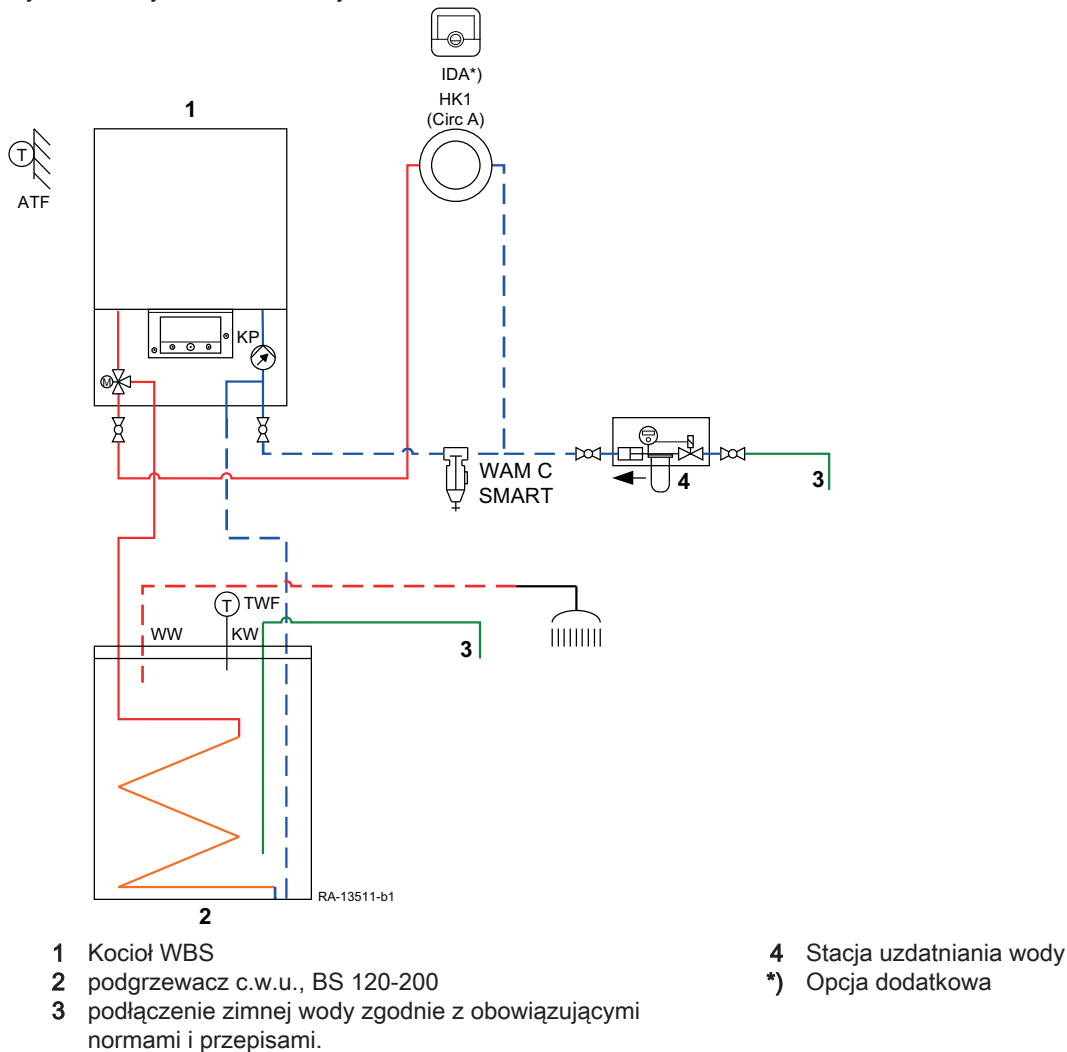 IDA*)
HK1
(Circ A)
1
T
ATF
KP
M
WAM C
SMART
4
3
T
TWF
WW
KW
3
RA-13511-b1
2
1 Kocioł WBS
2 podgrzewacz c.w.u., BS 120-200
3 podłączenie zimnej wody zgodnie z obowiązującymi
normami i przepisami.
4 Stacja uzdatniania wody
*) Opcja dodatkowa